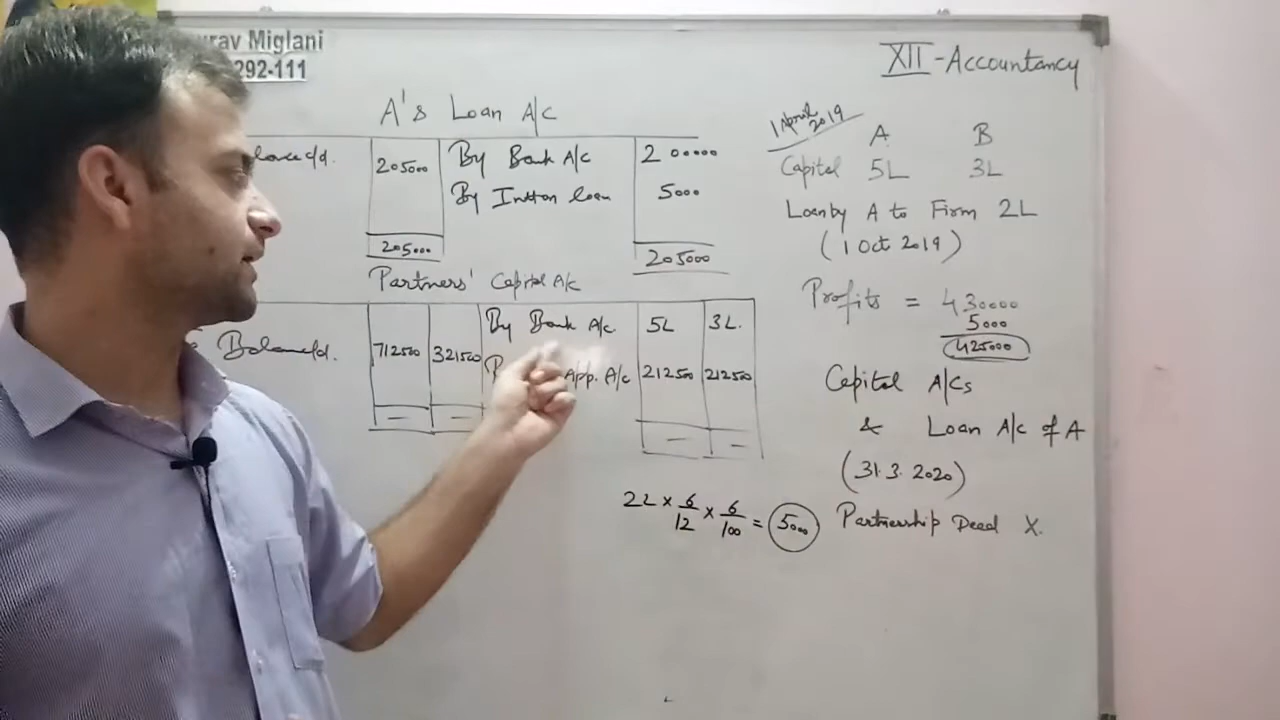 Miglani
292-111
XII - Accountancy
A's Loan A/c
205000 By Bank A/c 200000
By Int on loan 5000
205000 205000
Partners' Capital A/c
By Bank A/c 5L 3L.
Balance c/d. 712500 321500
App. A/c 212500 212500
2L × 6/12 × 6/100 = 5000
1 April 2019
A B
Capital 5L 3L
Loan by A to Firm 2L
(1 Oct 2019)
Profits = 430000
5000
425000
Capital A/Cs
& Loan A/c of A
(31.3.2020)
Partnership Deed X.